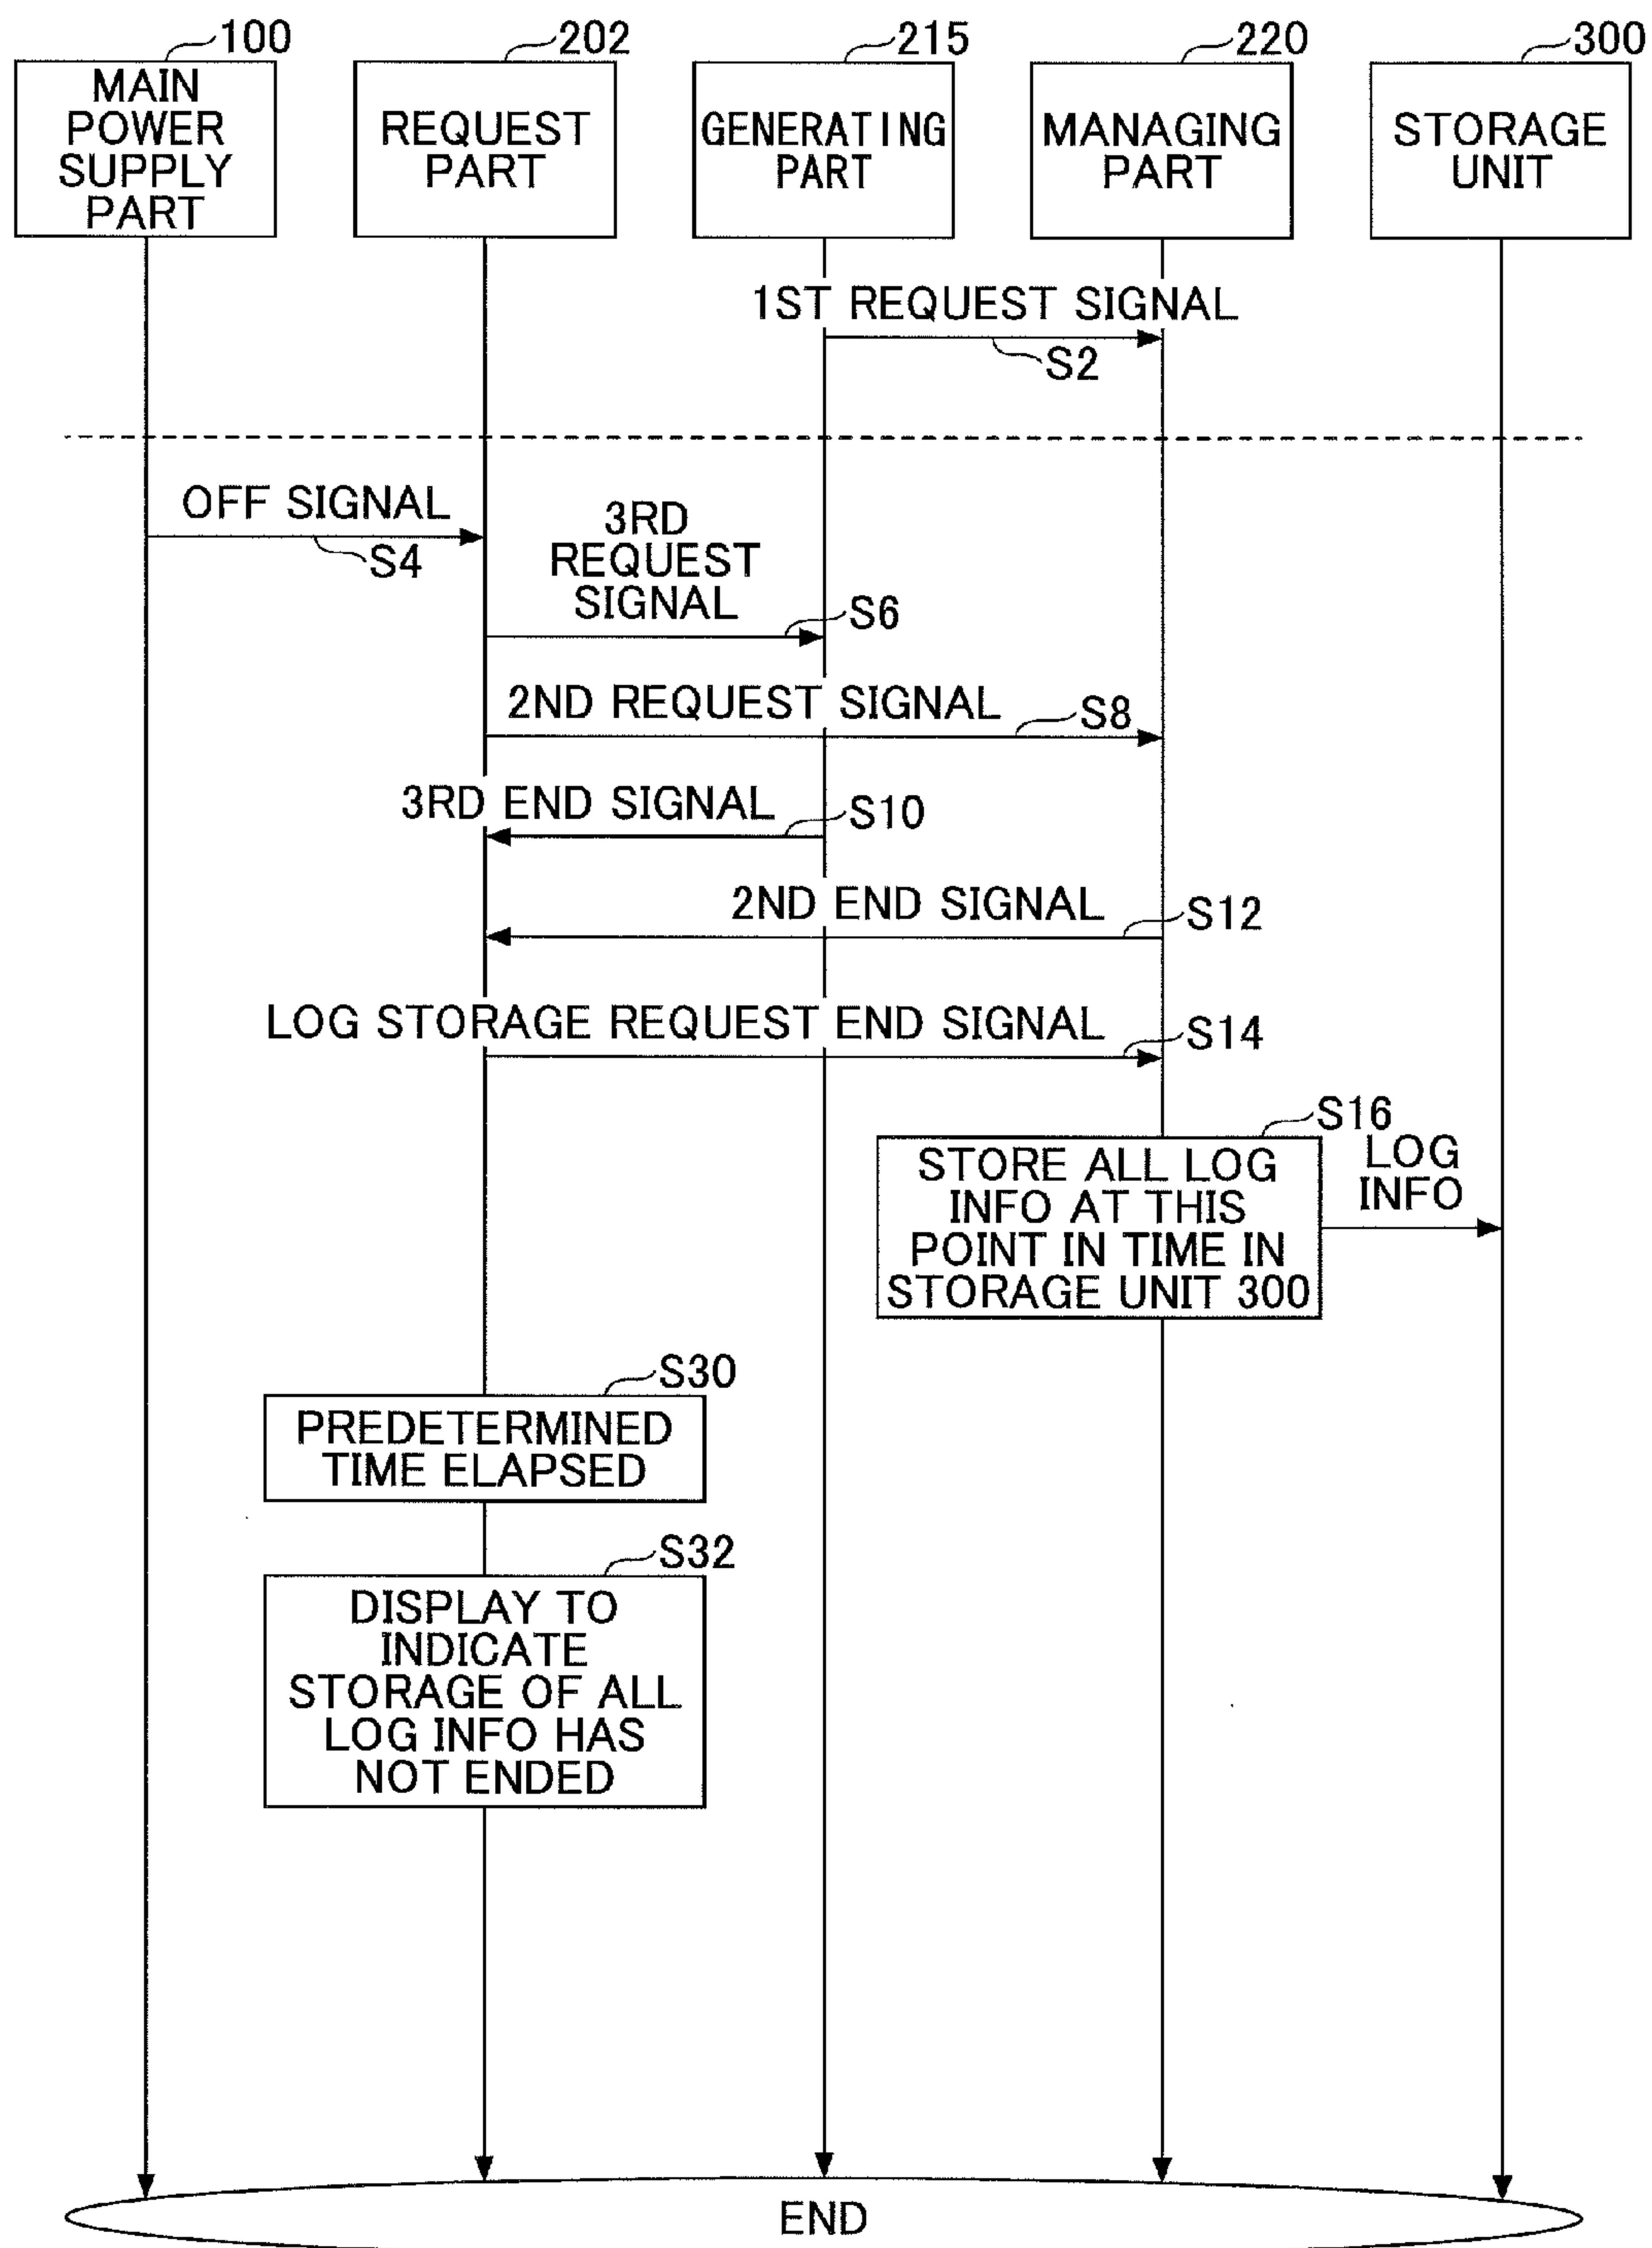 100
202
215
220
300
MAIN
POWER
SUPPLY
PART
REQUEST
PART
GENERATING
PART
MANAGING
PART
STORAGE
UNIT
1ST REQUEST SIGNAL
S2
OFF SIGNAL
S4
3RD
REQUEST
SIGNAL
S6
2ND REQUEST SIGNAL
S8
3RD END SIGNAL
S10
2ND END SIGNAL
S12
LOG STORAGE REQUEST END SIGNAL
S14
S16
STORE ALL LOG
INFO AT THIS
POINT IN TIME IN
STORAGE UNIT 300
LOG
INFO
S30
PREDETERMINED
TIME ELAPSED
S32
DISPLAY TO
INDICATE
STORAGE OF ALL
LOG INFO HAS
NOT ENDED
END